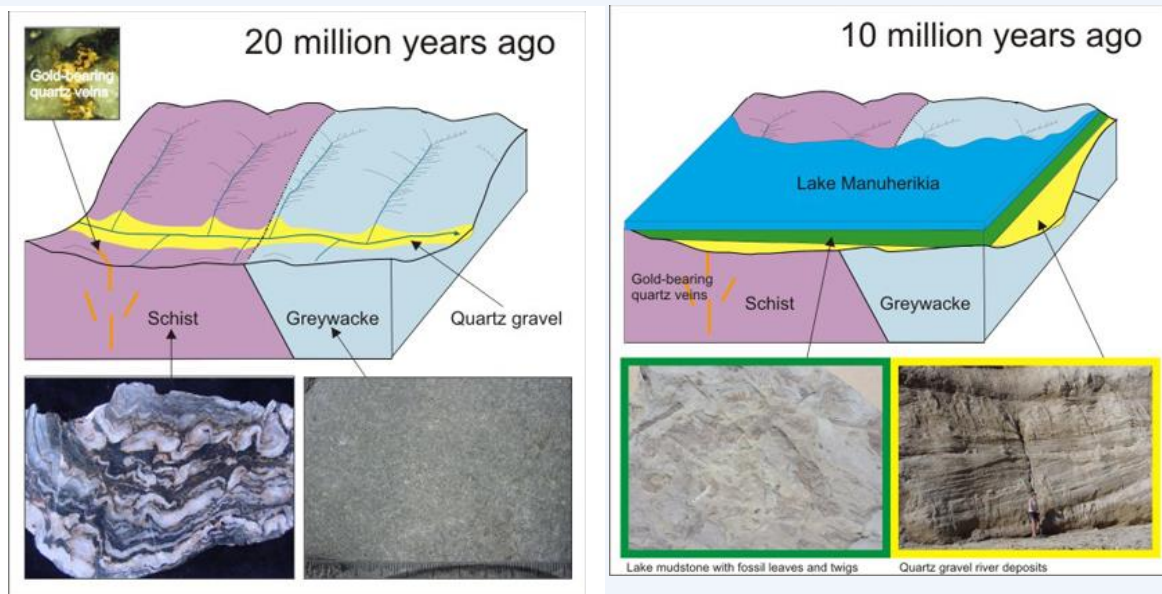 20 million years ago
Gold-bearing
quartz veins
Schist
Greywacke
Quartz gravel
10 million years ago
Lake Manuherikia
Gold-bearing
quartz veins
Schist
Greywacke
Lake mudstone with fossil leaves and twigs
Quartz gravel river deposits